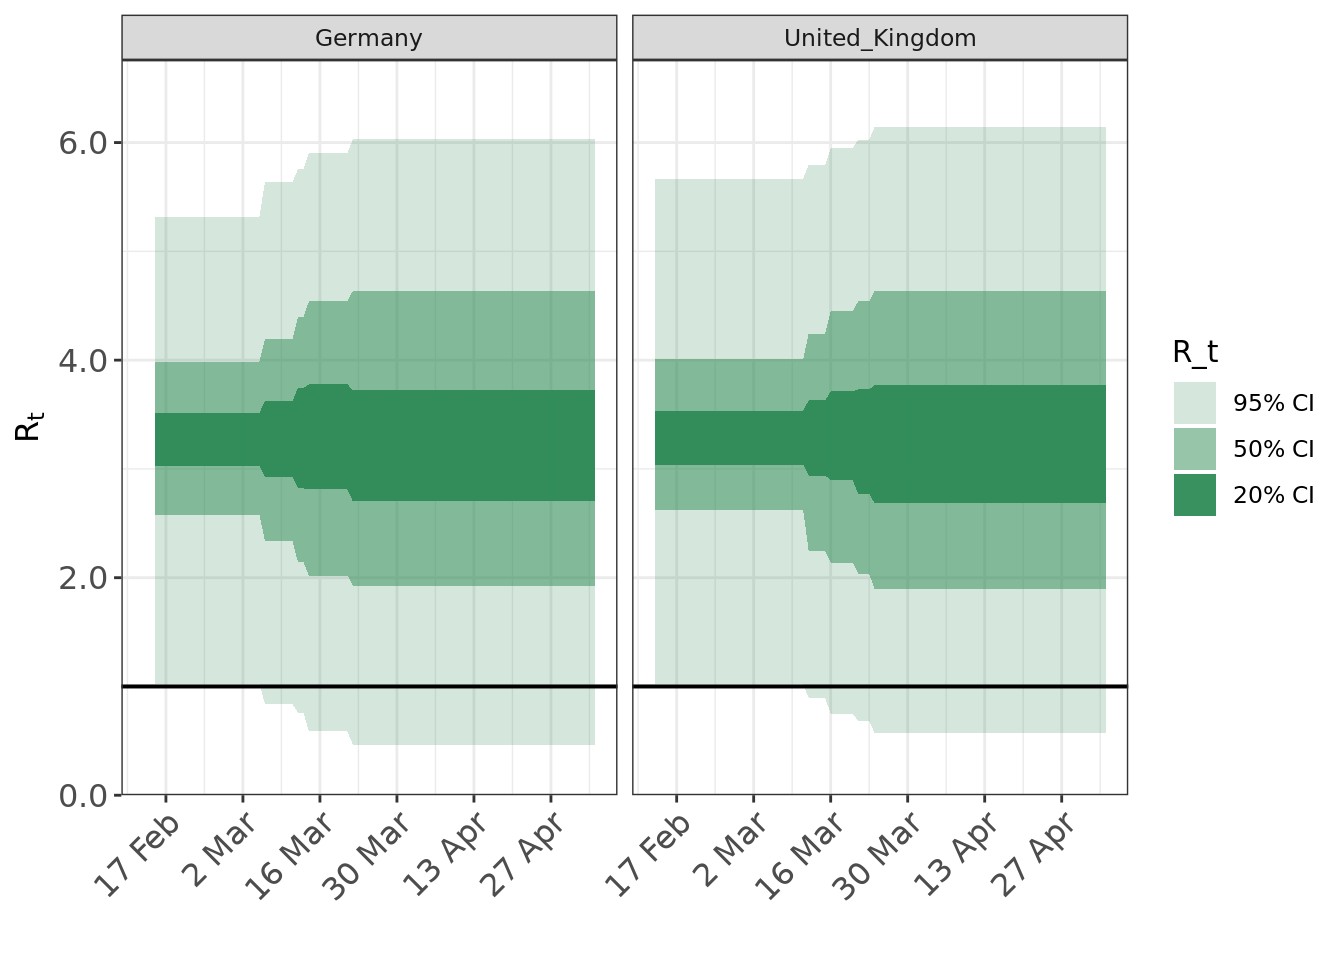 Germany
United_Kingdom
6.0
4.0
2.0
0.0
Rt
17 Feb
2 Mar
16 Mar
30 Mar
13 Apr
27 Apr
17 Feb
2 Mar
16 Mar
30 Mar
13 Apr
27 Apr
R_t
95% CI
50% CI
20% CI